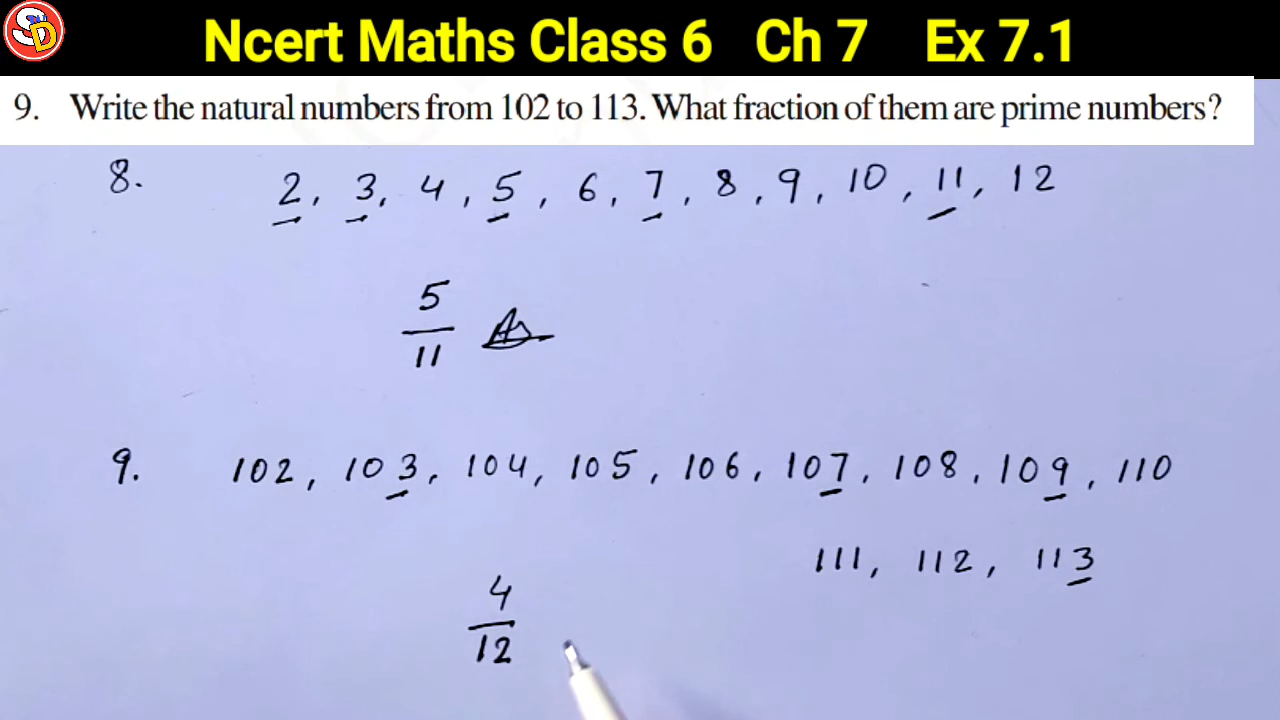 SD
Ncert Maths Class 6 Ch 7 Ex 7.1
9. Write the natural numbers from 102 to 113. What fraction of them are prime numbers?
8. 2, 3, 4, 5, 6, 7, 8, 9, 10, 11, 12
5
11
9. 102, 103, 104, 105, 106, 107, 108, 109, 110
111, 112, 113
4
12